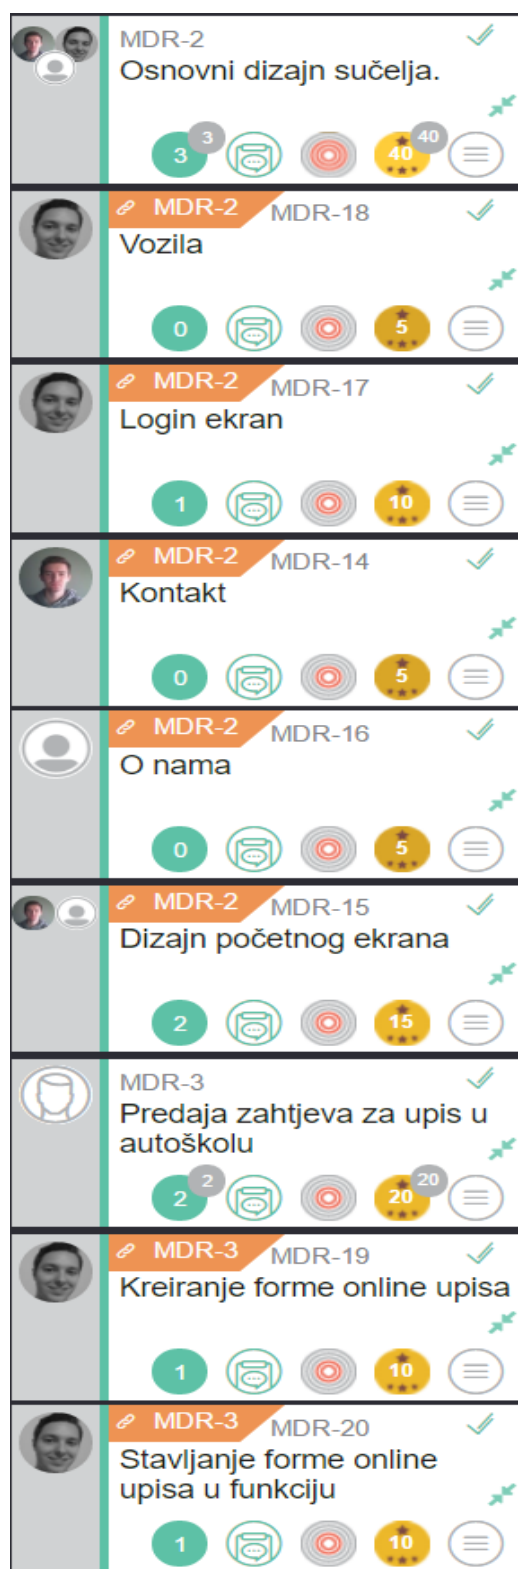 MDR-2
Osnovni dizajn sučelja.
3 3 40 40
MDR-2 MDR-18
Vozila
0 5
MDR-2 MDR-17
Login ekran
1 10
MDR-2 MDR-14
Kontakt
0 5
MDR-2 MDR-16
O nama
0 5
MDR-2 MDR-15
Dizajn početnog ekrana
2 15
MDR-3
Predaja zahtjeva za upis u
autoškolu
2 2 20 20
MDR-3 MDR-19
Kreiranje forme online upisa
1 10
MDR-3 MDR-20
Stavljanje forme online
upisa u funkciju
1 10